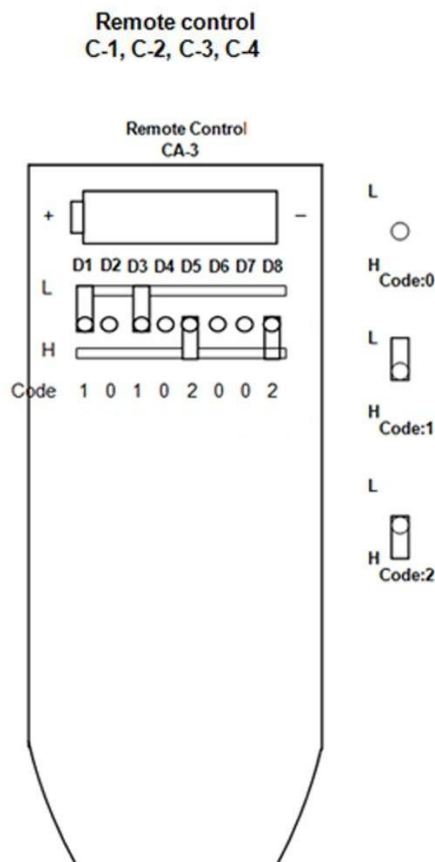 Remote control
C-1, C-2, C-3, C-4
Remote Control
CA-3
+ −
D1 D2 D3 D4 D5 D6 D7 D8
L
H
Code 1 0 1 0 2 0 0 2
L
H
Code:0
L
H
Code:1
L
H
Code:2